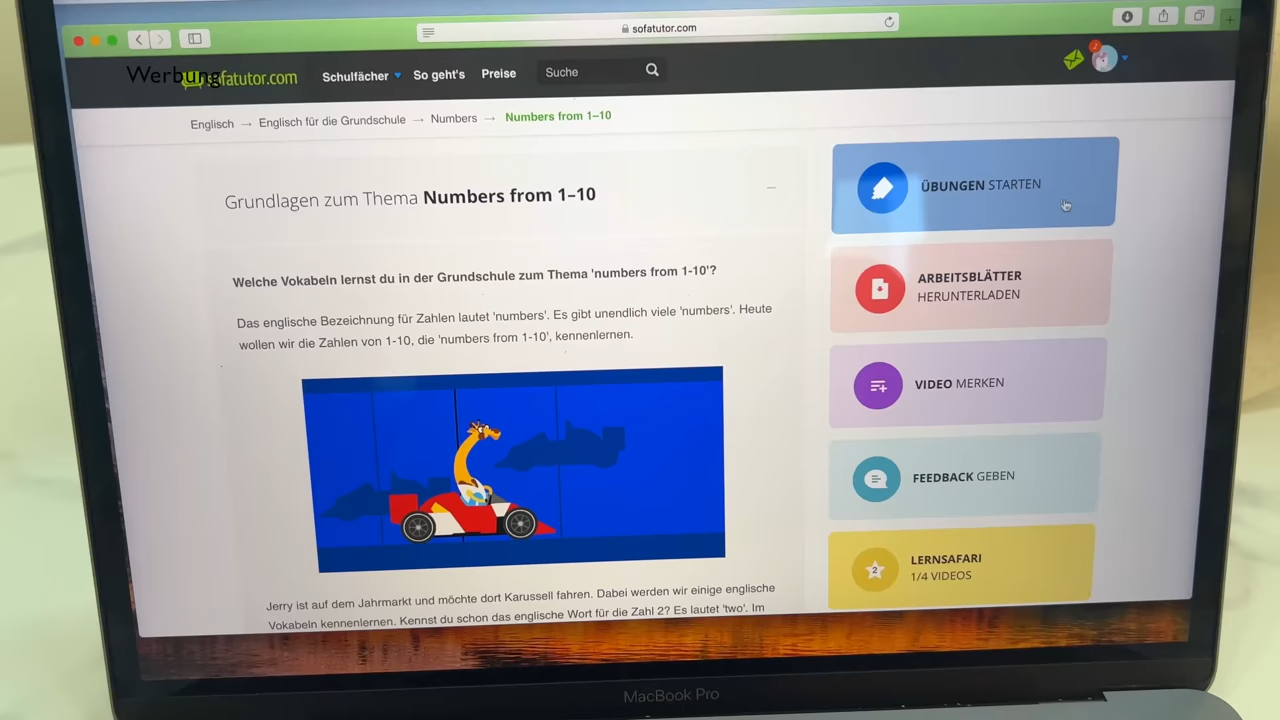 sofatutor.com
Werbung
sofatutor.com
Schulfächer So geht's Preise Suche
Englisch → Englisch für die Grundschule → Numbers → Numbers from 1–10
Grundlagen zum Thema Numbers from 1–10
Welche Vokabeln lernst du in der Grundschule zum Thema 'numbers from 1-10'?
Das englische Bezeichnung für Zahlen lautet 'numbers'. Es gibt unendlich viele 'numbers'. Heute
wollen wir die Zahlen von 1-10, die 'numbers from 1-10', kennenlernen.
Jerry ist auf dem Jahrmarkt und möchte dort Karussell fahren. Dabei werden wir einige englische
Vokabeln kennenlernen. Kennst du schon das englische Wort für die Zahl 2? Es lautet 'two'. Im
ÜBUNGEN STARTEN
ARBEITSBLÄTTER
HERUNTERLADEN
VIDEO MERKEN
FEEDBACK GEBEN
2
LERNSAFARI
1/4 VIDEOS
MacBook Pro